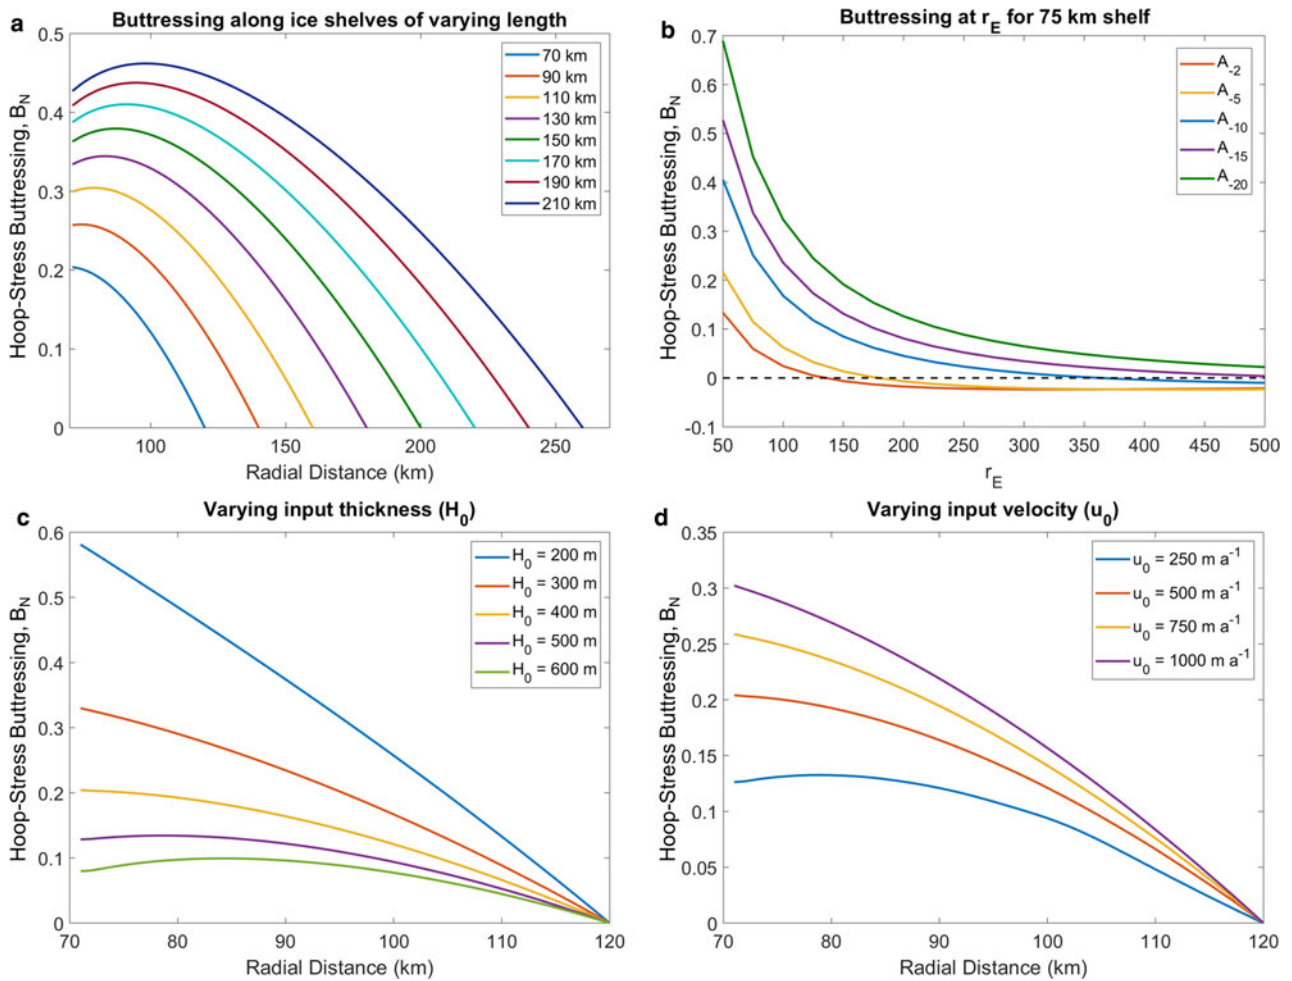 a
Buttressing along ice shelves of varying length
Hoop-Stress Buttressing, B_N
0.5
0.4
0.3
0.2
0.1
0
100
150
200
250
Radial Distance (km)
70 km
90 km
110 km
130 km
150 km
170 km
190 km
210 km
b
Buttressing at r_E for 75 km shelf
Hoop-Stress Buttressing, B_N
0.7
0.6
0.5
0.4
0.3
0.2
0.1
0
-0.1
50
100
150
200
250
300
350
400
450
500
r_E
A_-2
A_-5
A_-10
A_-15
A_-20
c
Varying input thickness (H_0)
Hoop-Stress Buttressing, B_N
0.6
0.5
0.4
0.3
0.2
0.1
0
70
80
90
100
110
120
Radial Distance (km)
H_0 = 200 m
H_0 = 300 m
H_0 = 400 m
H_0 = 500 m
H_0 = 600 m
d
Varying input velocity (u_0)
Hoop-Stress Buttressing, B_N
0.35
0.3
0.25
0.2
0.15
0.1
0.05
0
70
80
90
100
110
120
Radial Distance (km)
u_0 = 250 m a^-1
u_0 = 500 m a^-1
u_0 = 750 m a^-1
u_0 = 1000 m a^-1